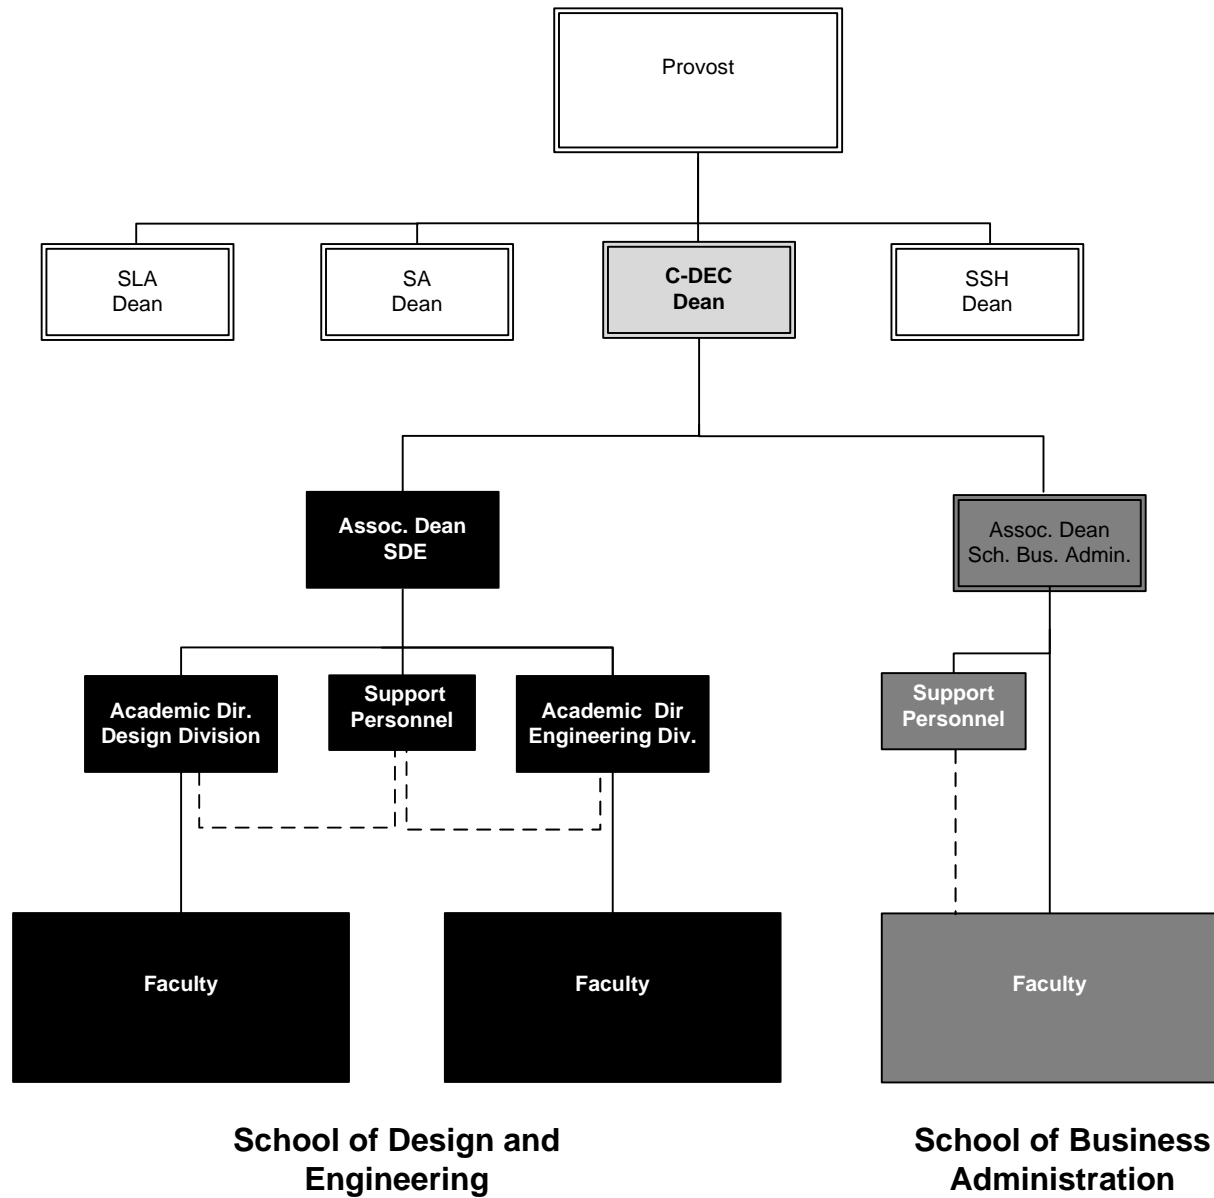 Provost
SLA
Dean
SA
Dean
C-DEC
Dean
SSH
Dean
Assoc. Dean
SDE
Assoc. Dean
Sch. Bus. Admin.
Academic Dir.
Design Division
Support
Personnel
Academic  Dir
Engineering Div.
Support
Personnel
Faculty
Faculty
Faculty
School of Design and
Engineering
School of Business
Administration